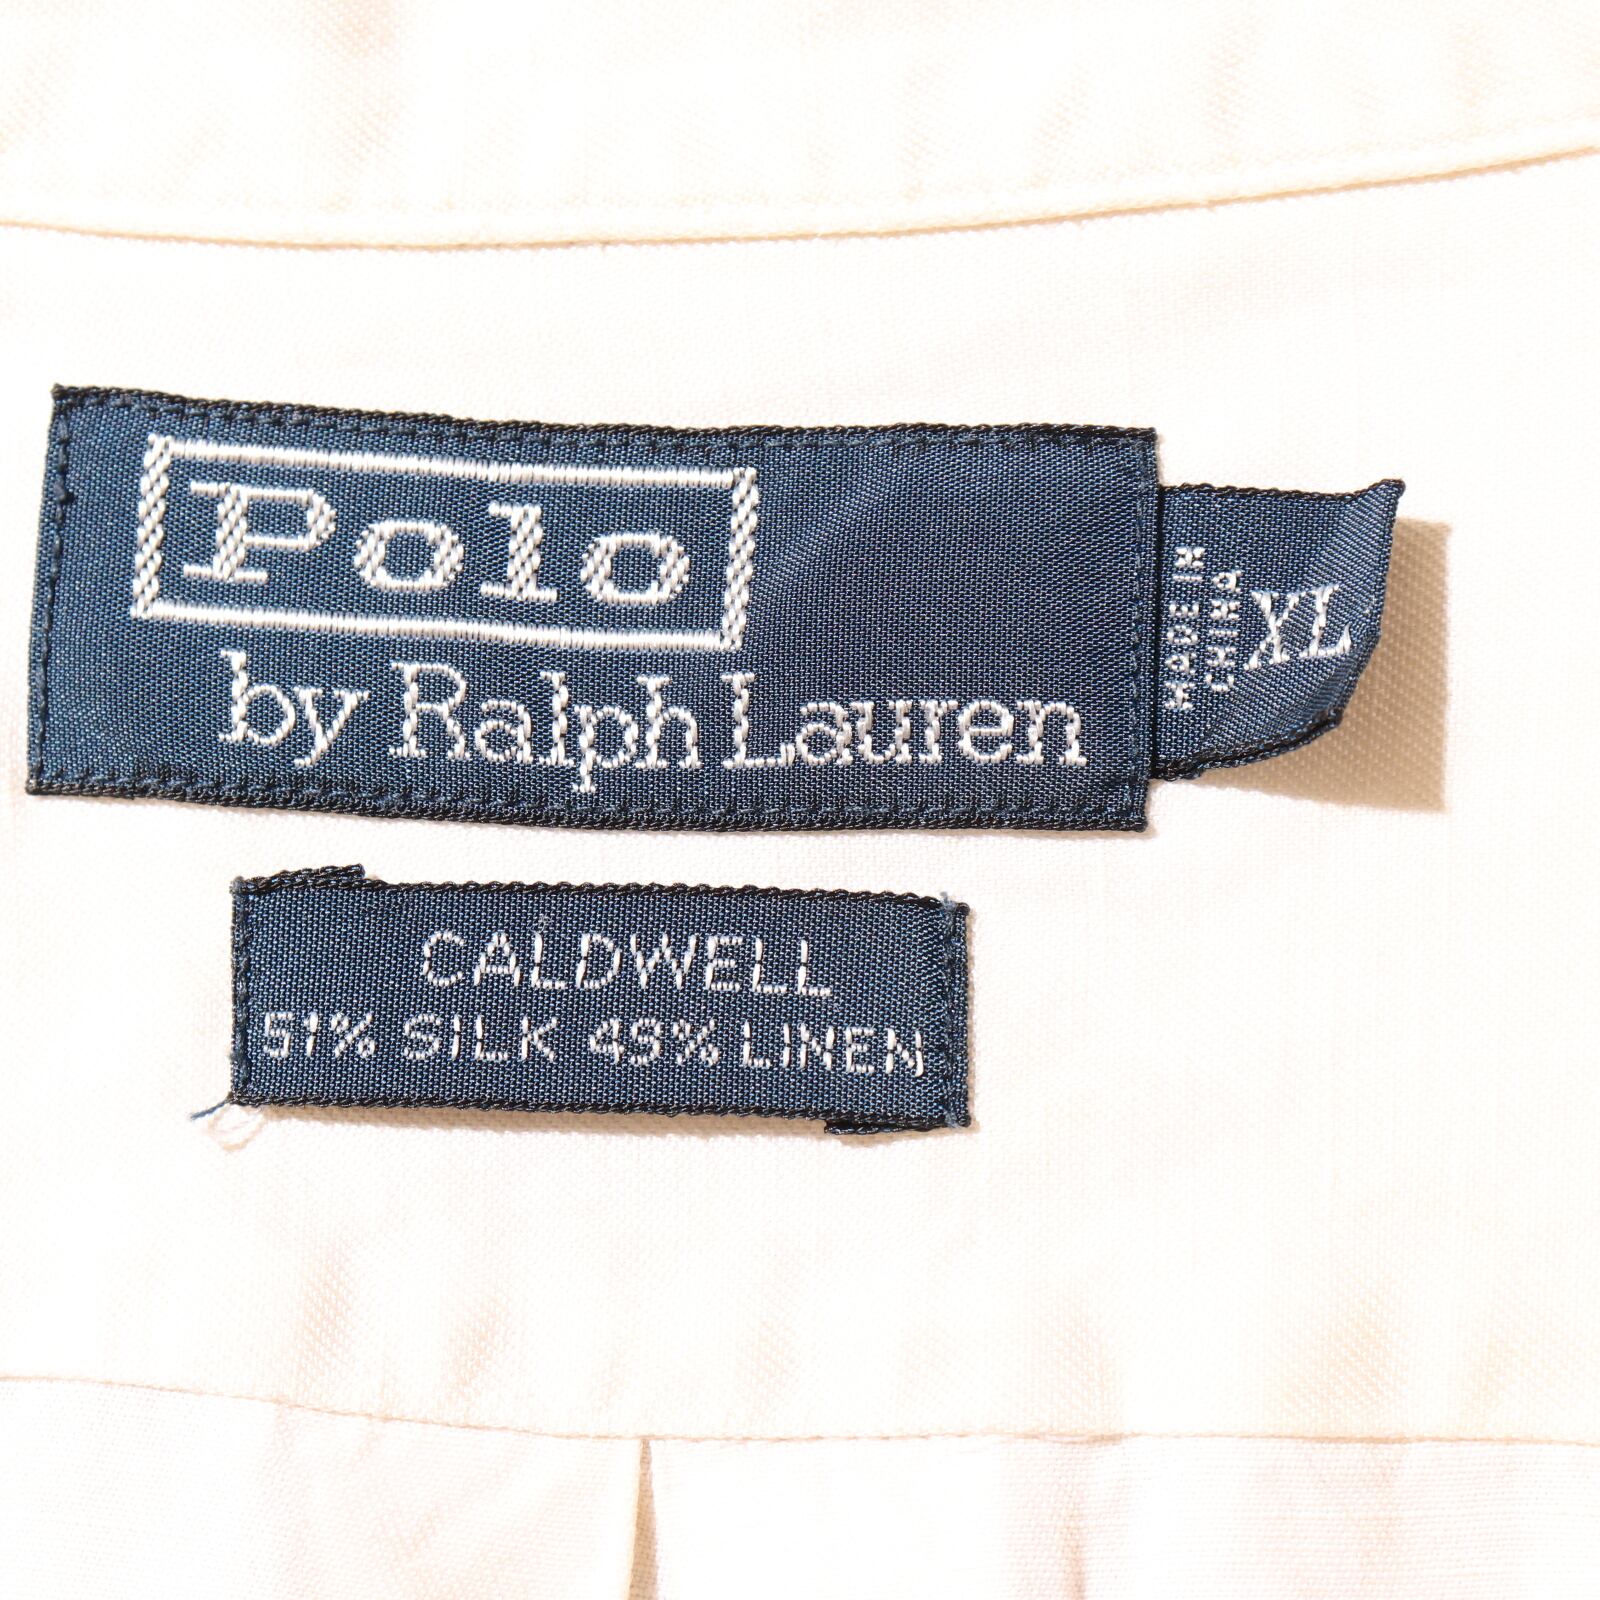 Polo
by Ralph Lauren
MADE IN
CHINA
XL
CALDWELL
51% SILK 49% LINEN